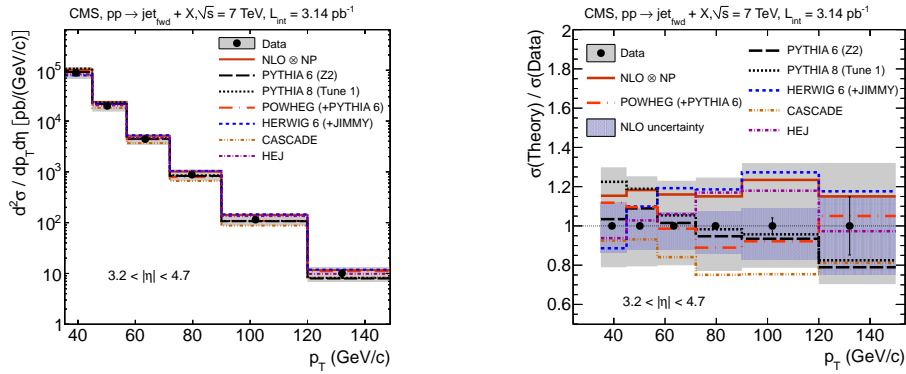 CMS, pp → jet_fwd + X, √s = 7 TeV, L_int = 3.14 pb⁻¹
d²σ / dp_T dη [pb/(GeV/c)]
10⁵
10⁴
10³
10²
10
1
Data
NLO ⊗ NP
PYTHIA 6 (Z2)
PYTHIA 8 (Tune 1)
POWHEG (+PYTHIA 6)
HERWIG 6 (+JIMMY)
CASCADE
HEJ
3.2 < |η| < 4.7
40 60 80 100 120 140
p_T (GeV/c)
CMS, pp → jet_fwd + X, √s = 7 TeV, L_int = 3.14 pb⁻¹
σ(Theory) / σ(Data)
2
1.8
1.6
1.4
1.2
1
0.8
0.6
Data
NLO ⊗ NP
POWHEG (+PYTHIA 6)
NLO uncertainty
PYTHIA 6 (Z2)
PYTHIA 8 (Tune 1)
HERWIG 6 (+JIMMY)
CASCADE
HEJ
3.2 < |η| < 4.7
40 60 80 100 120 140
p_T (GeV/c)